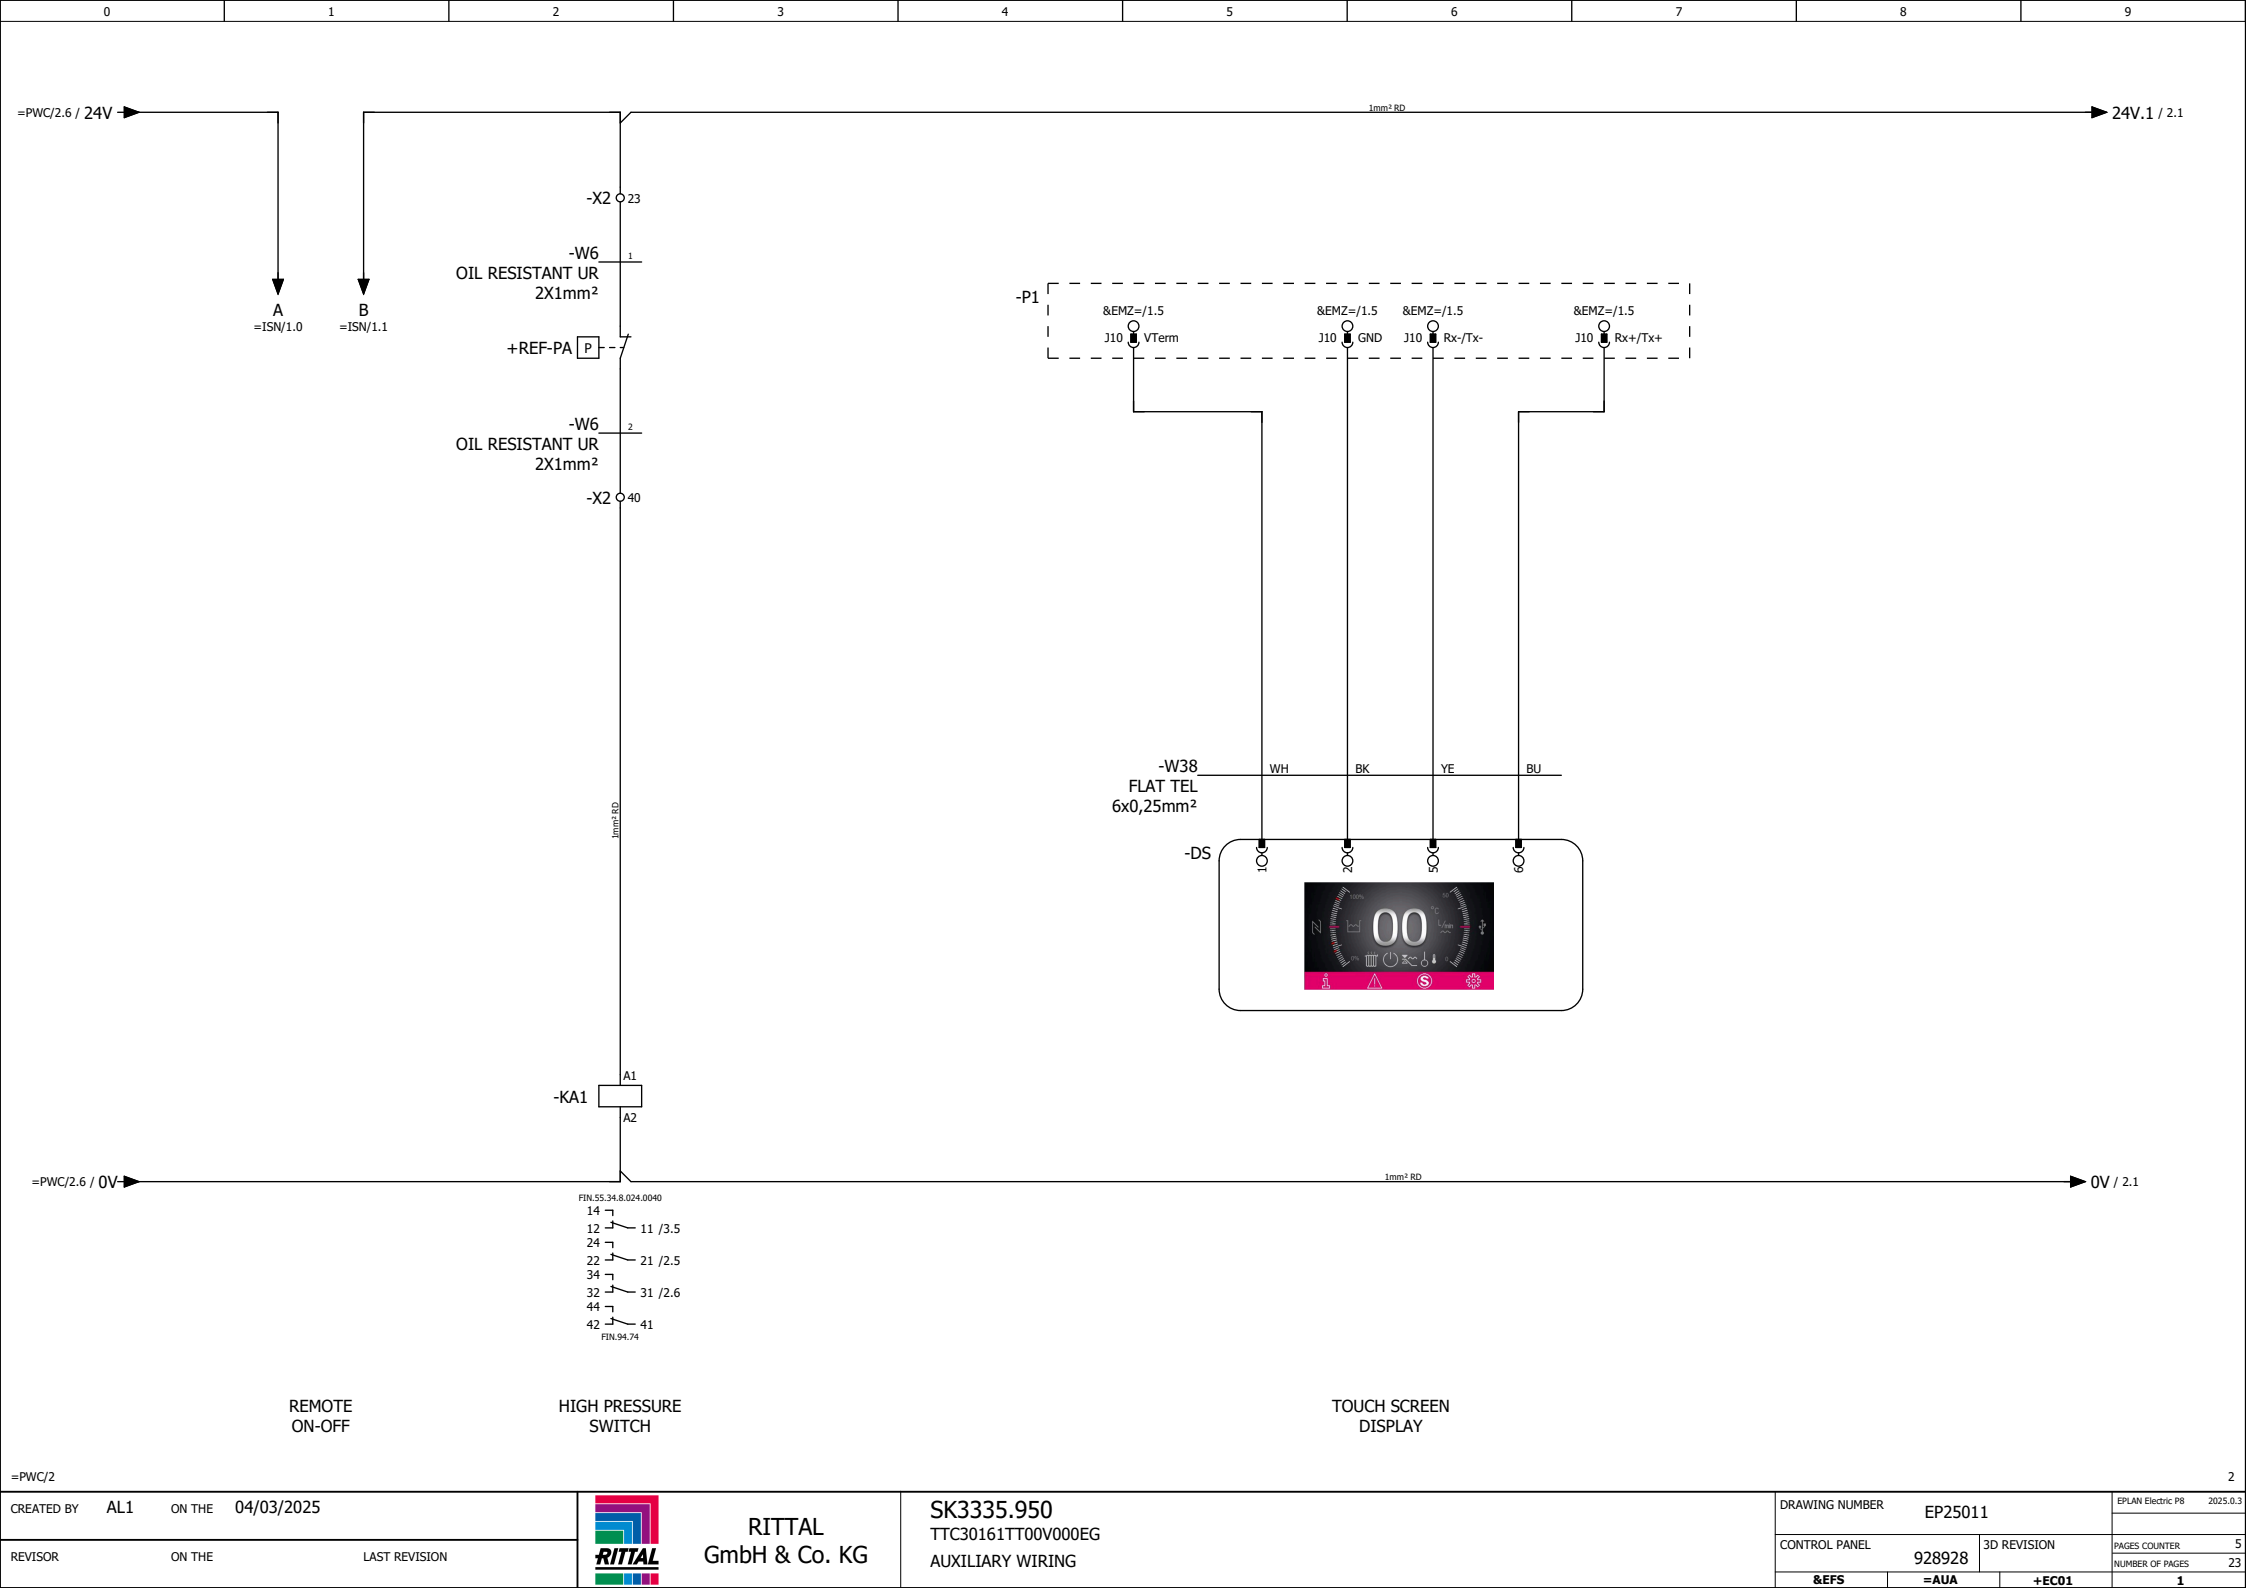 0 1 2 3 4 5 6 7 8 9
=PWC/2.6 / 24V
1mm² RD
24V.1 / 2.1
-X2 23
-W6 1
OIL RESISTANT UR
2X1mm²
A
=ISN/1.0
B
=ISN/1.1
+REF-PA P
-W6 2
OIL RESISTANT UR
2X1mm²
-X2 40
-P1
&EMZ=/1.5 &EMZ=/1.5 &EMZ=/1.5 &EMZ=/1.5
J10 VTerm J10 GND J10 Rx-/Tx- J10 Rx+/Tx+
-W38 WH BK YE BU
FLAT TEL
6x0,25mm²
1mm² RD
-DS
1 2 5 6
100% 50
00 °C
L/min
0% 0
i S
A1
-KA1
A2
=PWC/2.6 / 0V
1mm² RD
0V / 2.1
FIN.55.34.8.024.0040
14
12 11 /3.5
24
22 21 /2.5
34
32 31 /2.6
44
42 41
FIN.94.74
REMOTE
ON-OFF
HIGH PRESSURE
SWITCH
TOUCH SCREEN
DISPLAY
=PWC/2
2
CREATED BY AL1 ON THE 04/03/2025
REVISOR ON THE LAST REVISION
RITTAL
RITTAL
GmbH & Co. KG
SK3335.950
TTC30161TT00V000EG
AUXILIARY WIRING
DRAWING NUMBER EP25011
EPLAN Electric P8 2025.0.3
CONTROL PANEL 928928
3D REVISION
PAGES COUNTER 5
NUMBER OF PAGES 23
&EFS =AUA +EC01 1